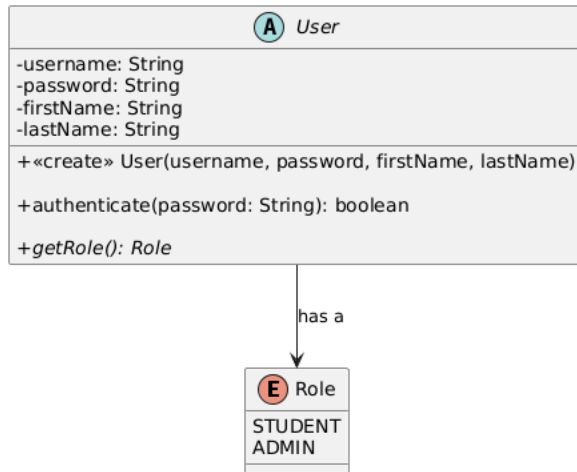 A User
-username: String
-password: String
-firstName: String
-lastName: String
+«create» User(username, password, firstName, lastName)
+authenticate(password: String): boolean
+getRole(): Role
has a
E Role
STUDENT
ADMIN